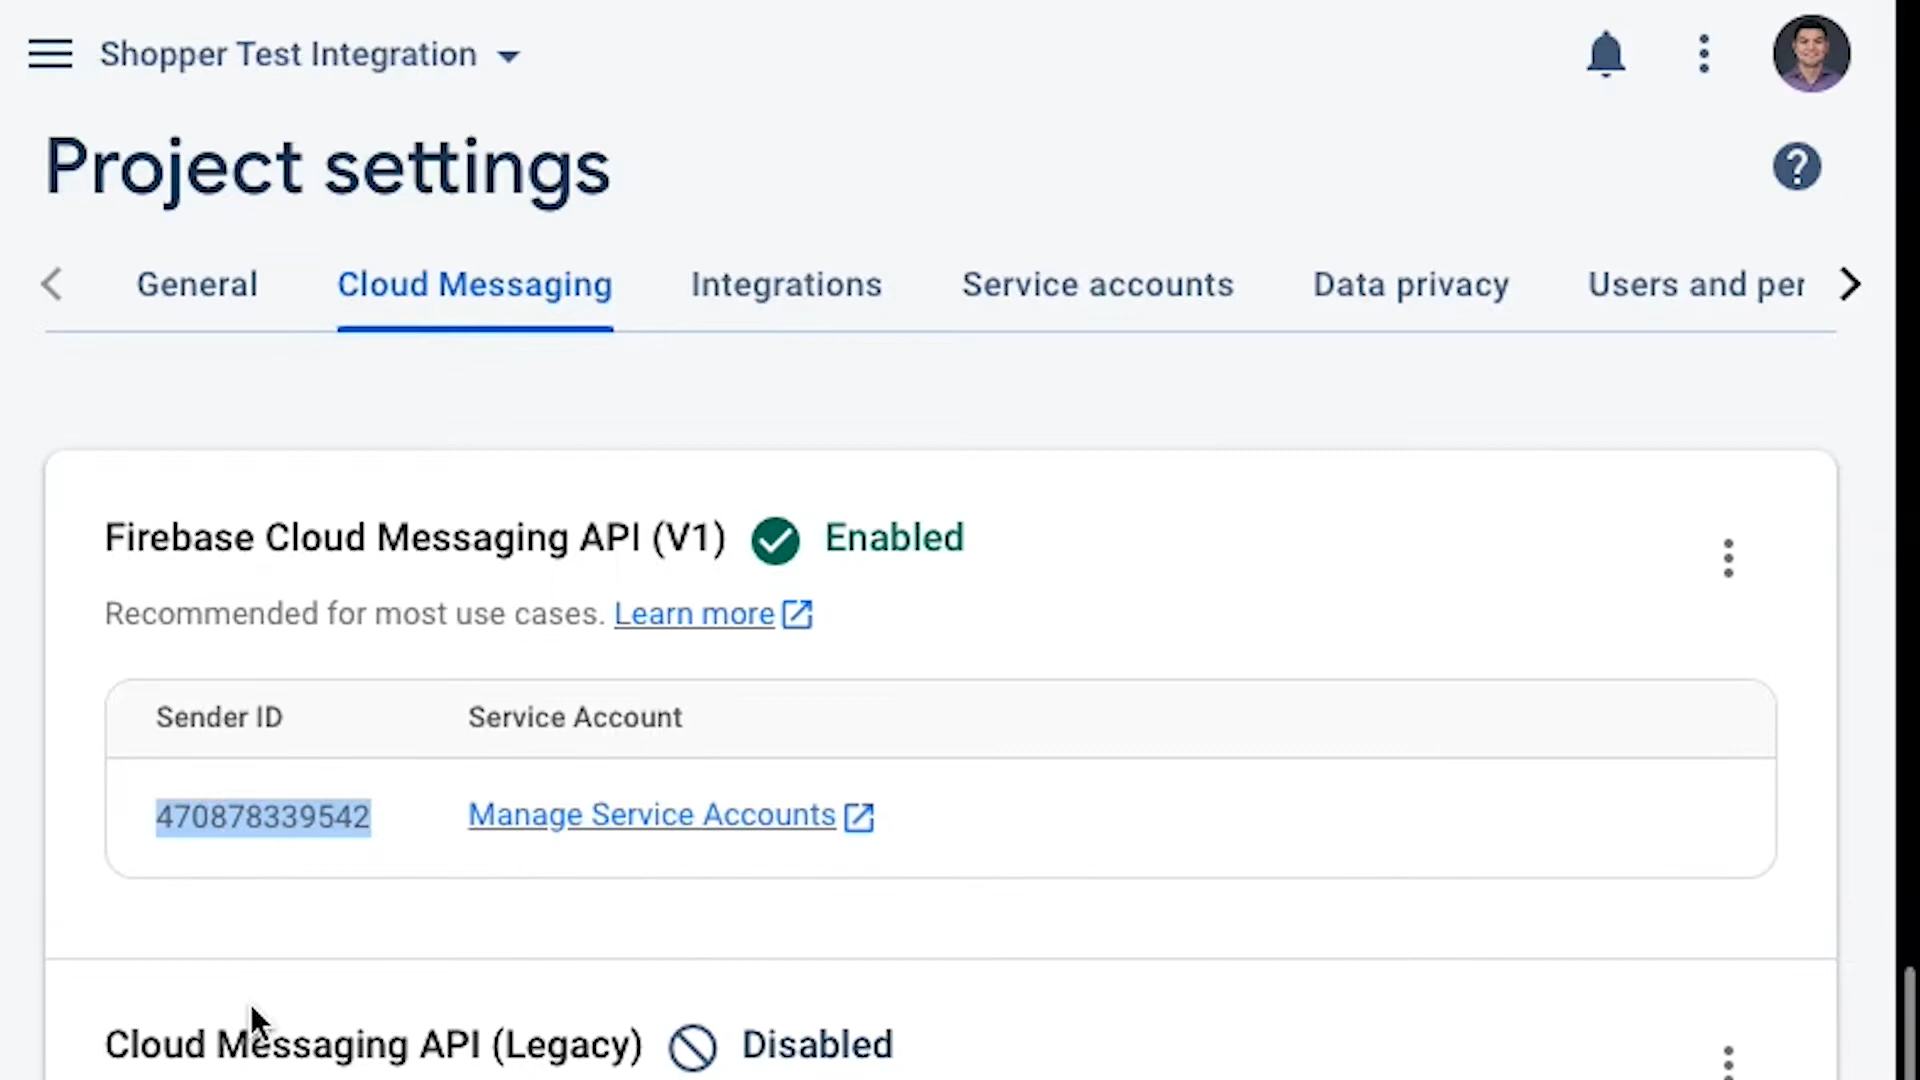 Shopper Test Integration
Project settings
General Cloud Messaging Integrations Service accounts Data privacy Users and per
Firebase Cloud Messaging API (V1) Enabled
Recommended for most use cases. Learn more
Sender ID Service Account
470878339542 Manage Service Accounts
Cloud Messaging API (Legacy) Disabled